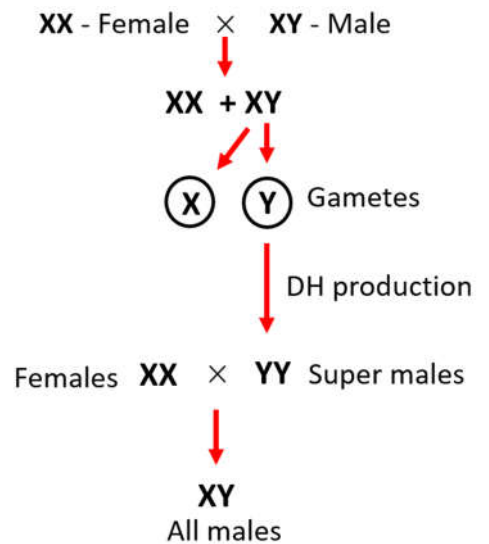 XX - Female × XY - Male
XX + XY
X Y Gametes
DH production
Females XX × YY Super males
XY
All males